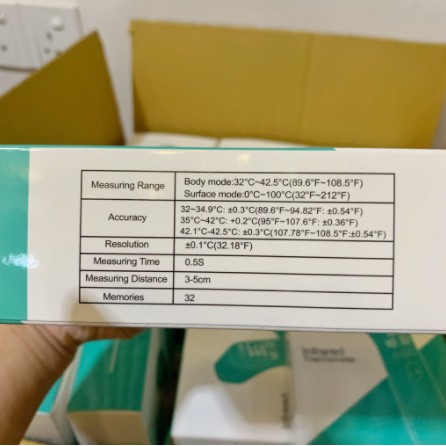 Measuring Range Body mode:32°C~42.5°C(89.6°F~108.5°F)
Surface mode:0°C~100°C(32°F~212°F)
Accuracy 32~34.9°C: ±0.3°C(89.6°F~94.82°F: ±0.54°F)
35°C~42°C: +0.2°C(95°F~107.6°F: ±0.36°F)
42.1°C-42.5°C: ±0.3°C(107.78°F~108.5°F:±0.54°F)
Resolution ±0.1°C(32.18°F)
Measuring Time 0.5S
Measuring Distance 3-5cm
Memories 32
Infrared
Thermometer
Infrared